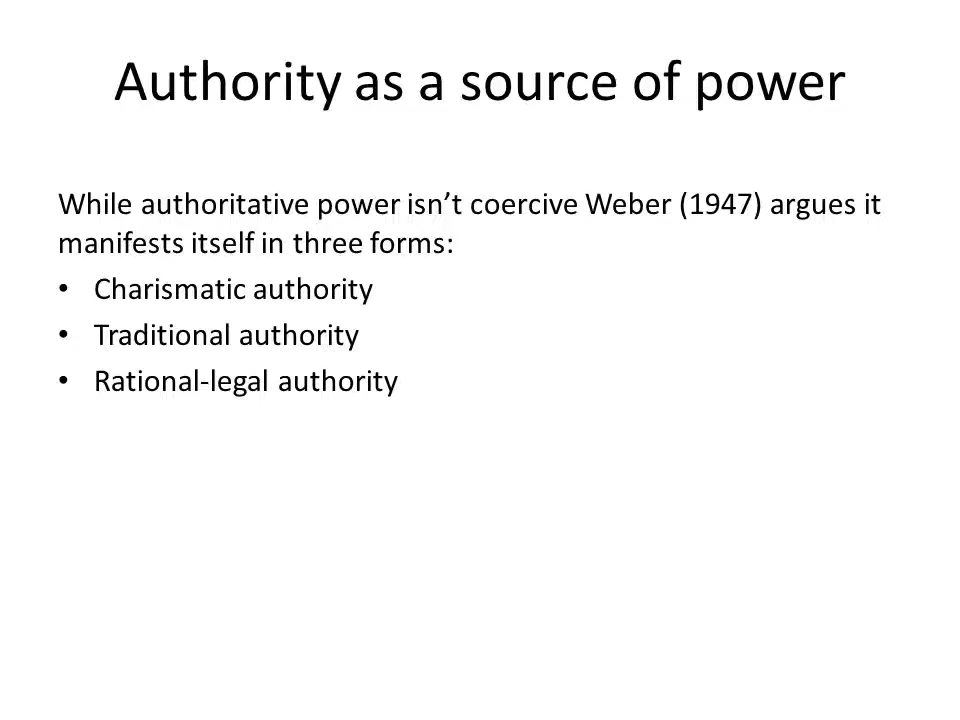 Authority as a source of power
While authoritative power isn’t coercive Weber (1947) argues it
manifests itself in three forms:
• Charismatic authority
• Traditional authority
• Rational-legal authority